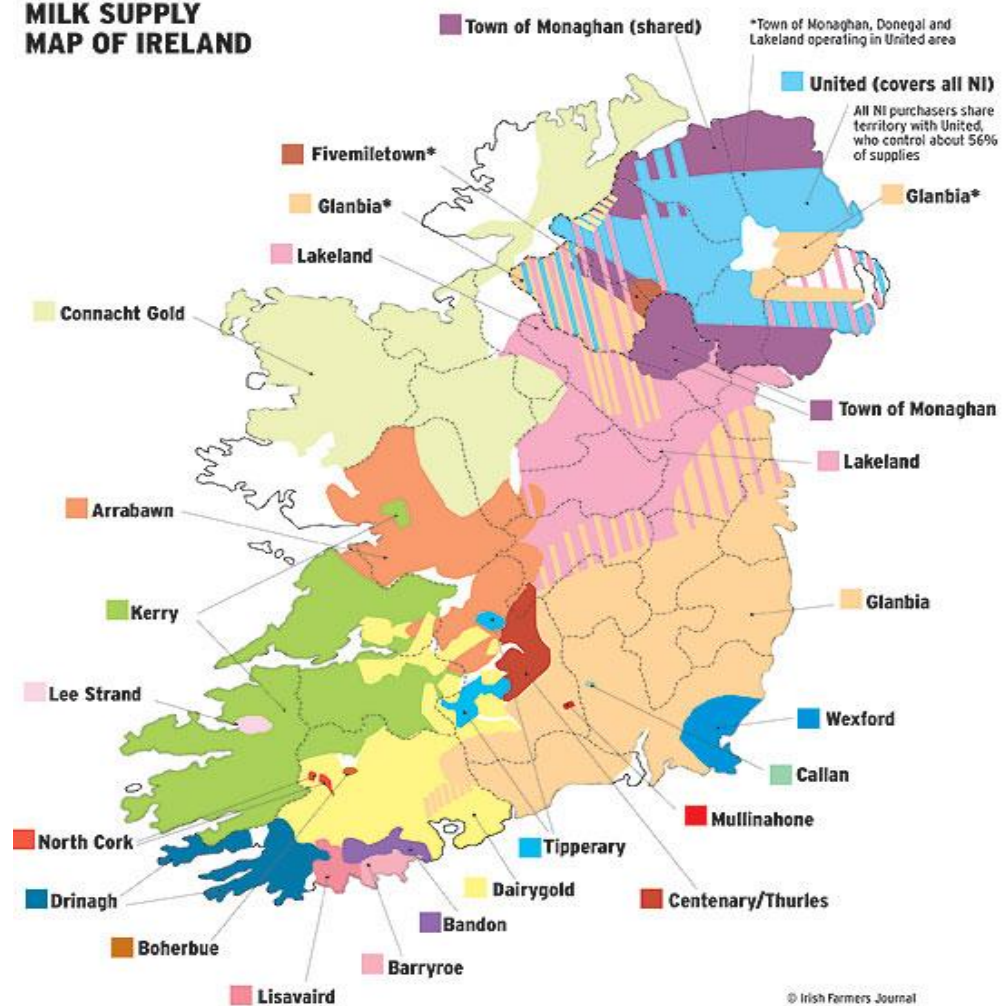 MILK SUPPLY
MAP OF IRELAND
Town of Monaghan (shared)
*Town of Monaghan, Donegal and
Lakeland operating in United area
United (covers all NI)
All NI purchasers share
territory with United,
who control about 56%
of supplies
Fivemiletown*
Glanbia*
Glanbia*
Lakeland
Connacht Gold
Town of Monaghan
Lakeland
Arrabawn
Glanbia
Kerry
Lee Strand
Wexford
Callan
Mullinahone
North Cork
Tipperary
Dairygold
Centenary/Thurles
Drinagh
Bandon
Boherbue
Barryroe
Lisavaird
© Irish Farmers Journal